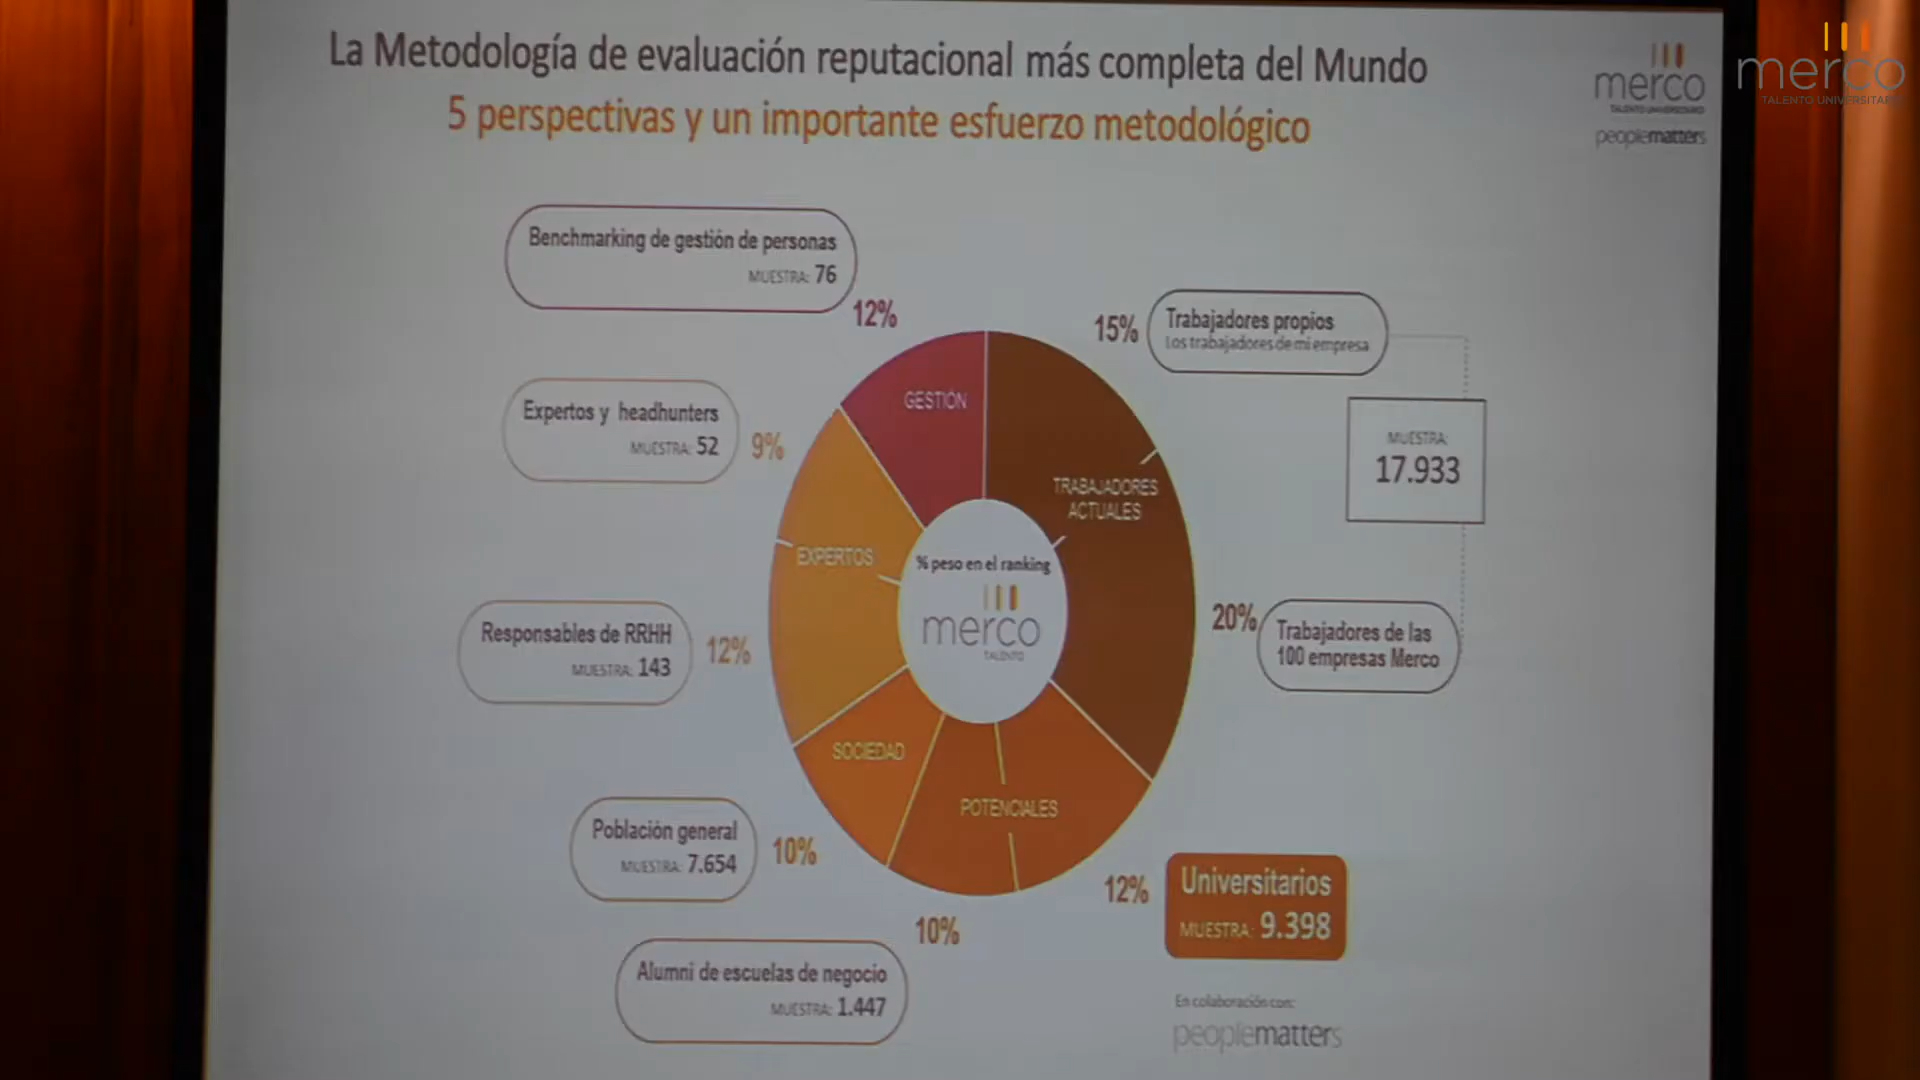 La Metodología de evaluación reputacional más completa del Mundo
5 perspectivas y un importante esfuerzo metodológico
merco
TALENTO UNIVERSITARIO
peoplematters
merco
TALENTO UNIVERSITARIO
Benchmarking de gestión de personas
MUESTRA: 76
12%
15%
Trabajadores propios
Los trabajadores de mi empresa
Expertos y headhunters
MUESTRA: 52
9%
GESTIÓN
MUESTRA:
17.933
TRABAJADORES
ACTUALES
EXPERTOS
% peso en el ranking
merco
TALENTO
Responsables de RRHH
MUESTRA: 143
12%
20%
Trabajadores de las
100 empresas Merco
SOCIEDAD
POTENCIALES
Población general
MUESTRA: 7.654
10%
12%
Universitarios
MUESTRA: 9.398
10%
Alumni de escuelas de negocio
MUESTRA: 1.447
En colaboración con:
peoplematters